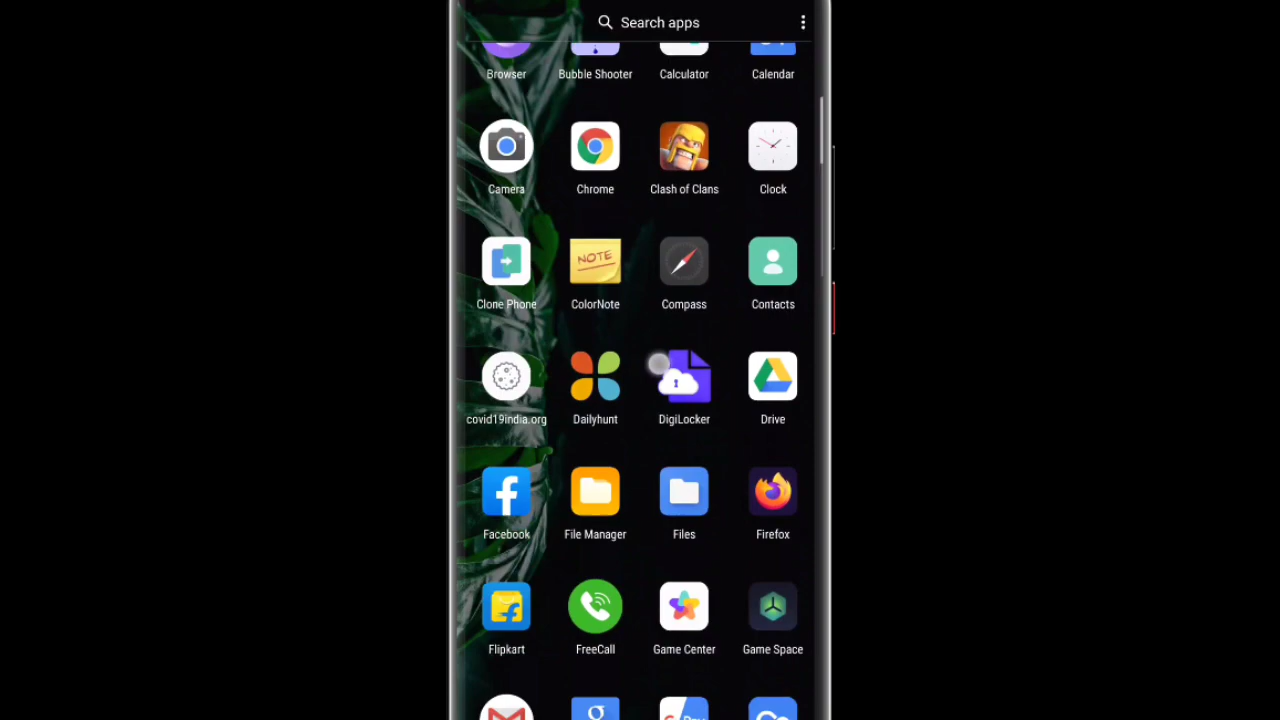 Search apps
Browser
Bubble Shooter
Calculator
Calendar
Camera
Chrome
Clash of Clans
Clock
NOTE
Clone Phone
ColorNote
Compass
Contacts
covid19india.org
Dailyhunt
DigiLocker
Drive
Facebook
File Manager
Files
Firefox
Flipkart
FreeCall
Game Center
Game Space